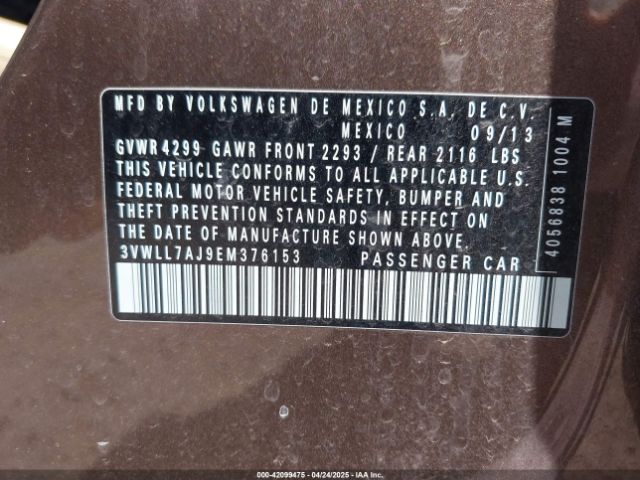 MFD BY VOLKSWAGEN DE MEXICO S.A. DE C.V.
MEXICO 09/13
GVWR 4299 GAWR FRONT 2293 / REAR 2116 LBS
THIS VEHICLE CONFORMS TO ALL APPLICABLE U.S.
FEDERAL MOTOR VEHICLE SAFETY, BUMPER AND
THEFT PREVENTION STANDARDS IN EFFECT ON
THE DATE OF MANUFACTURE SHOWN ABOVE.
3VWLL7AJ9EM376153 PASSENGER CAR
4056838 1004 M
000-42099475 04/24/2025 IAA Inc.